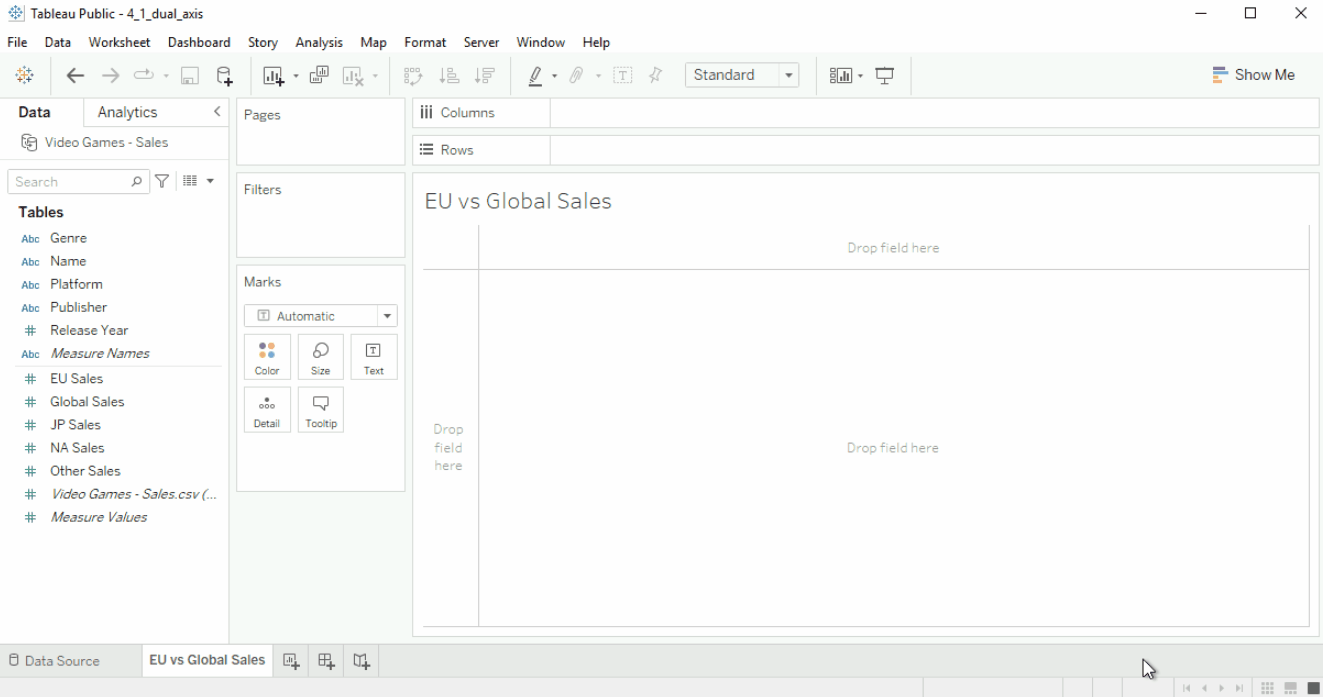 Tableau Public - 4_1_dual_axis
File Data Worksheet Dashboard Story Analysis Map Format Server Window Help
Standard
Show Me
Data Analytics
Video Games - Sales
Search
Tables
Abc Genre
Abc Name
Abc Platform
Abc Publisher
# Release Year
Abc Measure Names
# EU Sales
# Global Sales
# JP Sales
# NA Sales
# Other Sales
# Video Games - Sales.csv (...
# Measure Values
Pages
Filters
Marks
T Automatic
Color Size Text
Detail Tooltip
Columns
Rows
EU vs Global Sales
Drop field here
Drop
field
here
Drop field here
Data Source EU vs Global Sales